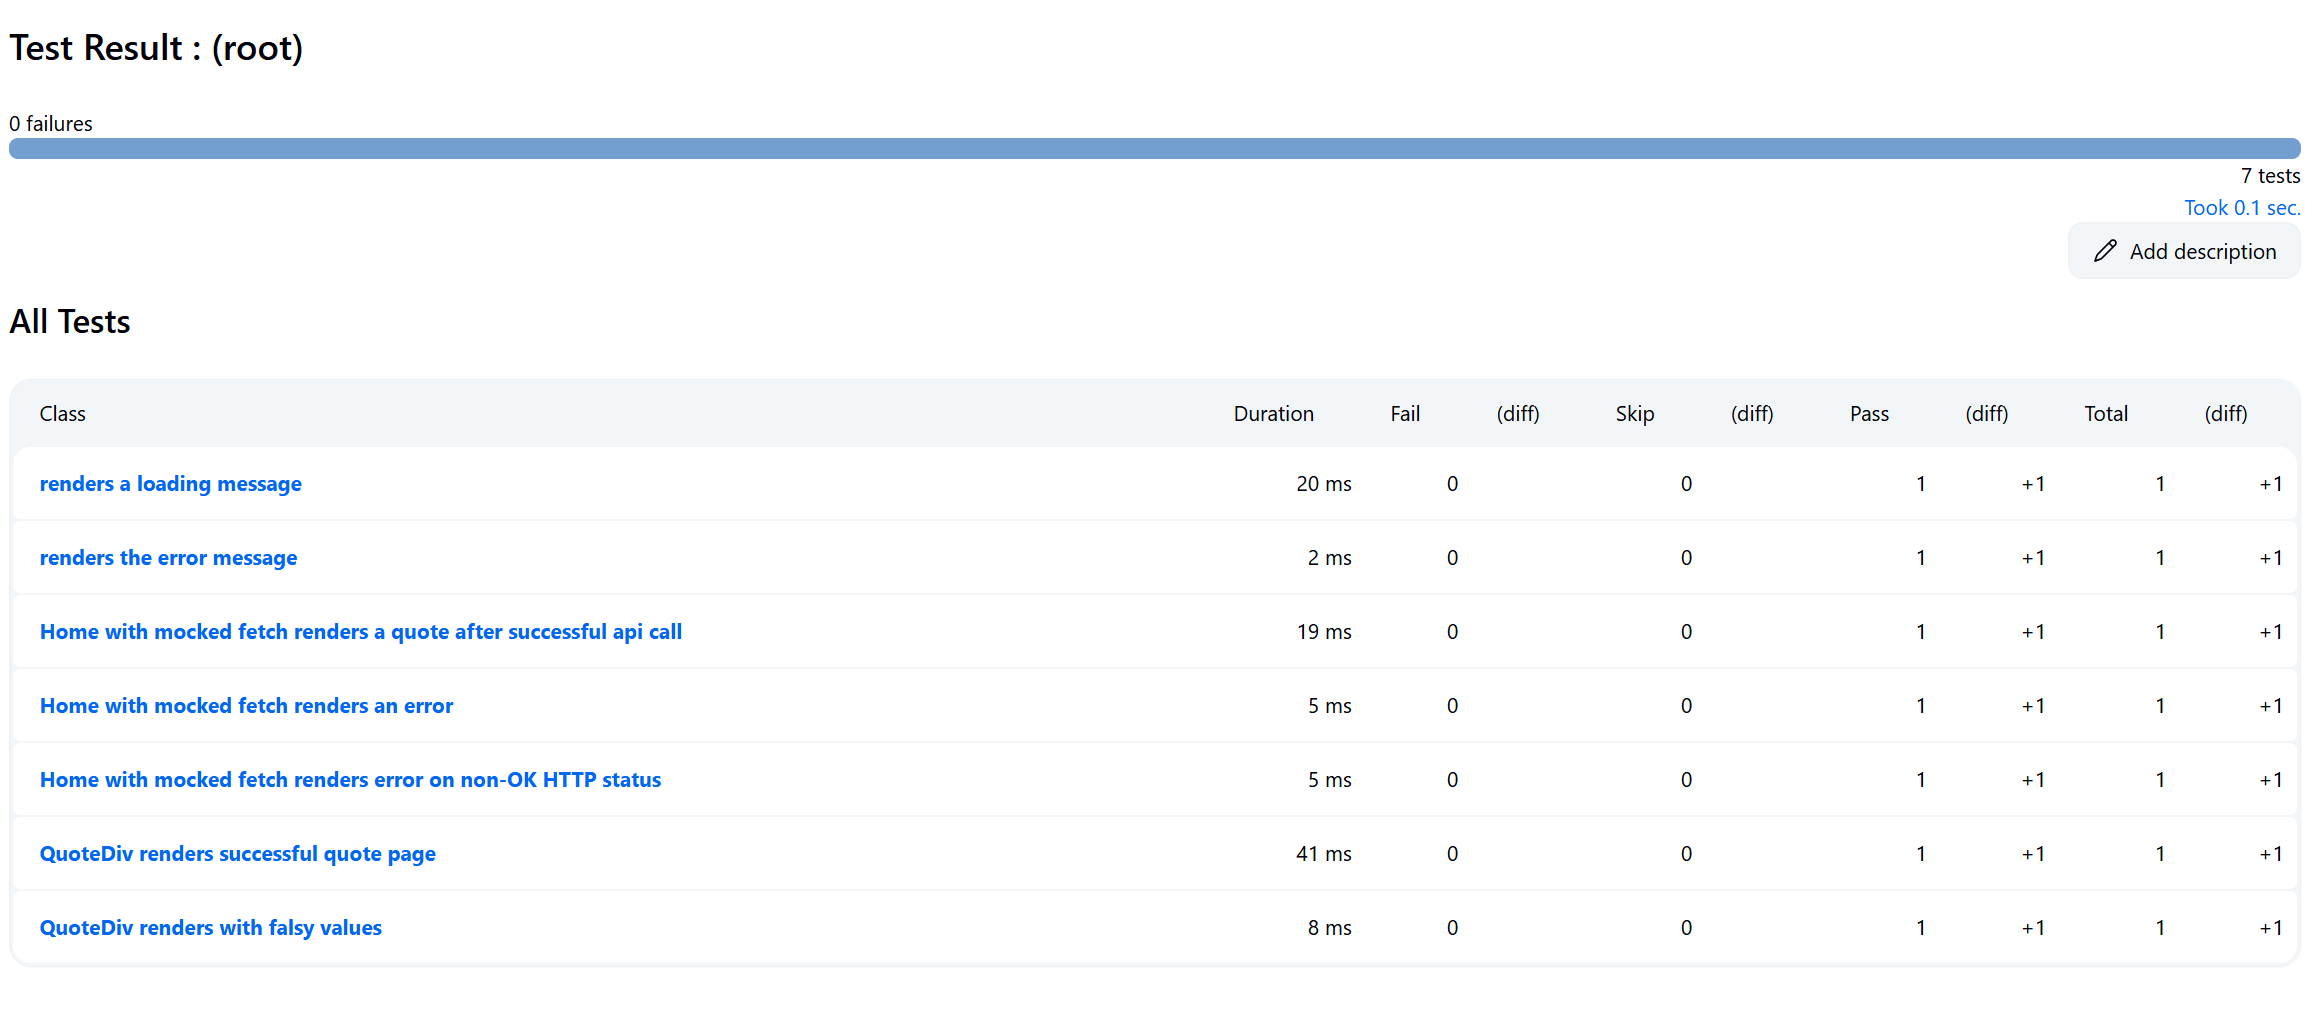 Test Result : (root)
0 failures
7 tests
Took 0.1 sec.
Add description
All Tests
Class Duration Fail (diff) Skip (diff) Pass (diff) Total (diff)
renders a loading message 20 ms 0 0 1 +1 1 +1
renders the error message 2 ms 0 0 1 +1 1 +1
Home with mocked fetch renders a quote after successful api call 19 ms 0 0 1 +1 1 +1
Home with mocked fetch renders an error 5 ms 0 0 1 +1 1 +1
Home with mocked fetch renders error on non-OK HTTP status 5 ms 0 0 1 +1 1 +1
QuoteDiv renders successful quote page 41 ms 0 0 1 +1 1 +1
QuoteDiv renders with falsy values 8 ms 0 0 1 +1 1 +1